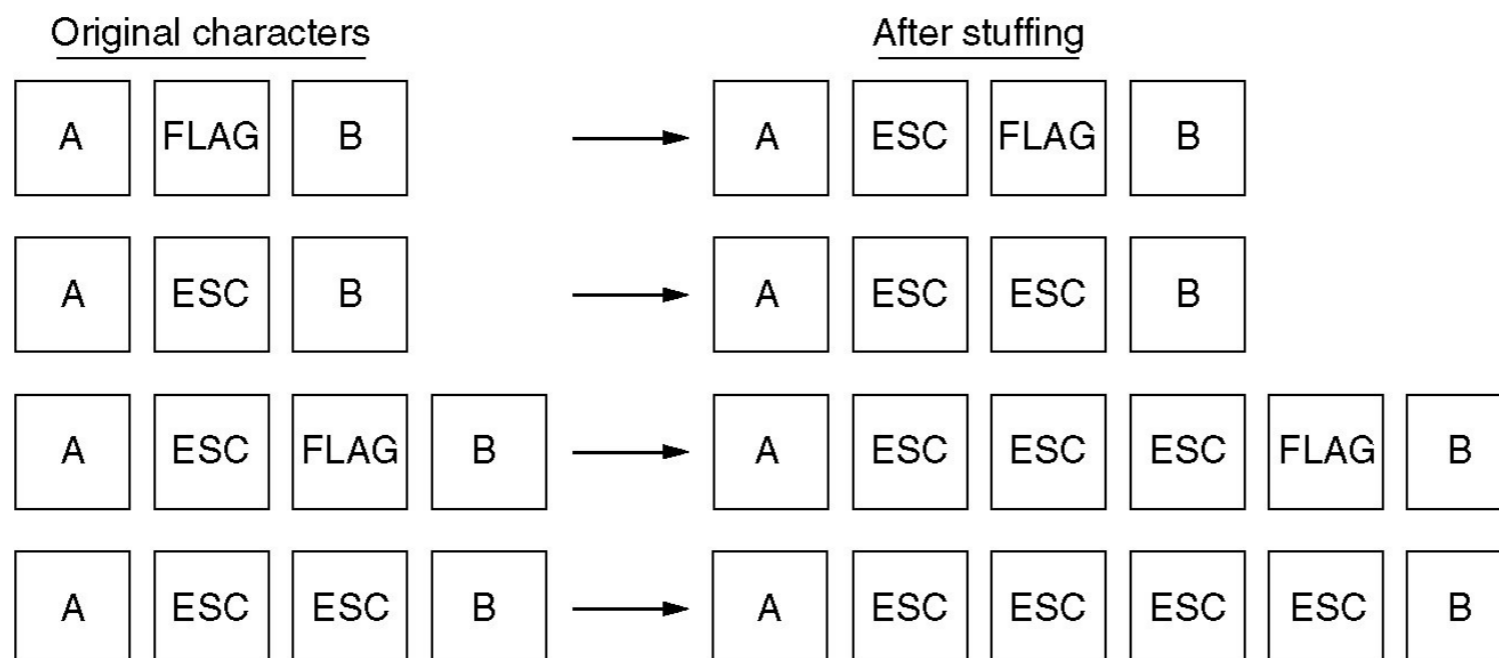 Original characters After stuffing
A FLAG B A ESC FLAG B
A ESC B A ESC ESC B
A ESC FLAG B A ESC ESC ESC FLAG B
A ESC ESC B A ESC ESC ESC ESC B